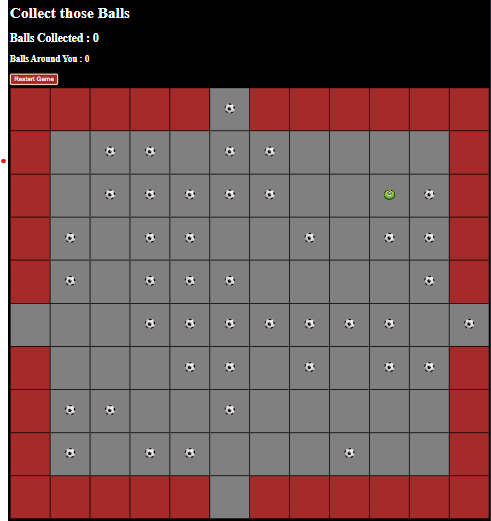 Collect those Balls
Balls Collected : 0
Balls Around You : 0
Restart Game